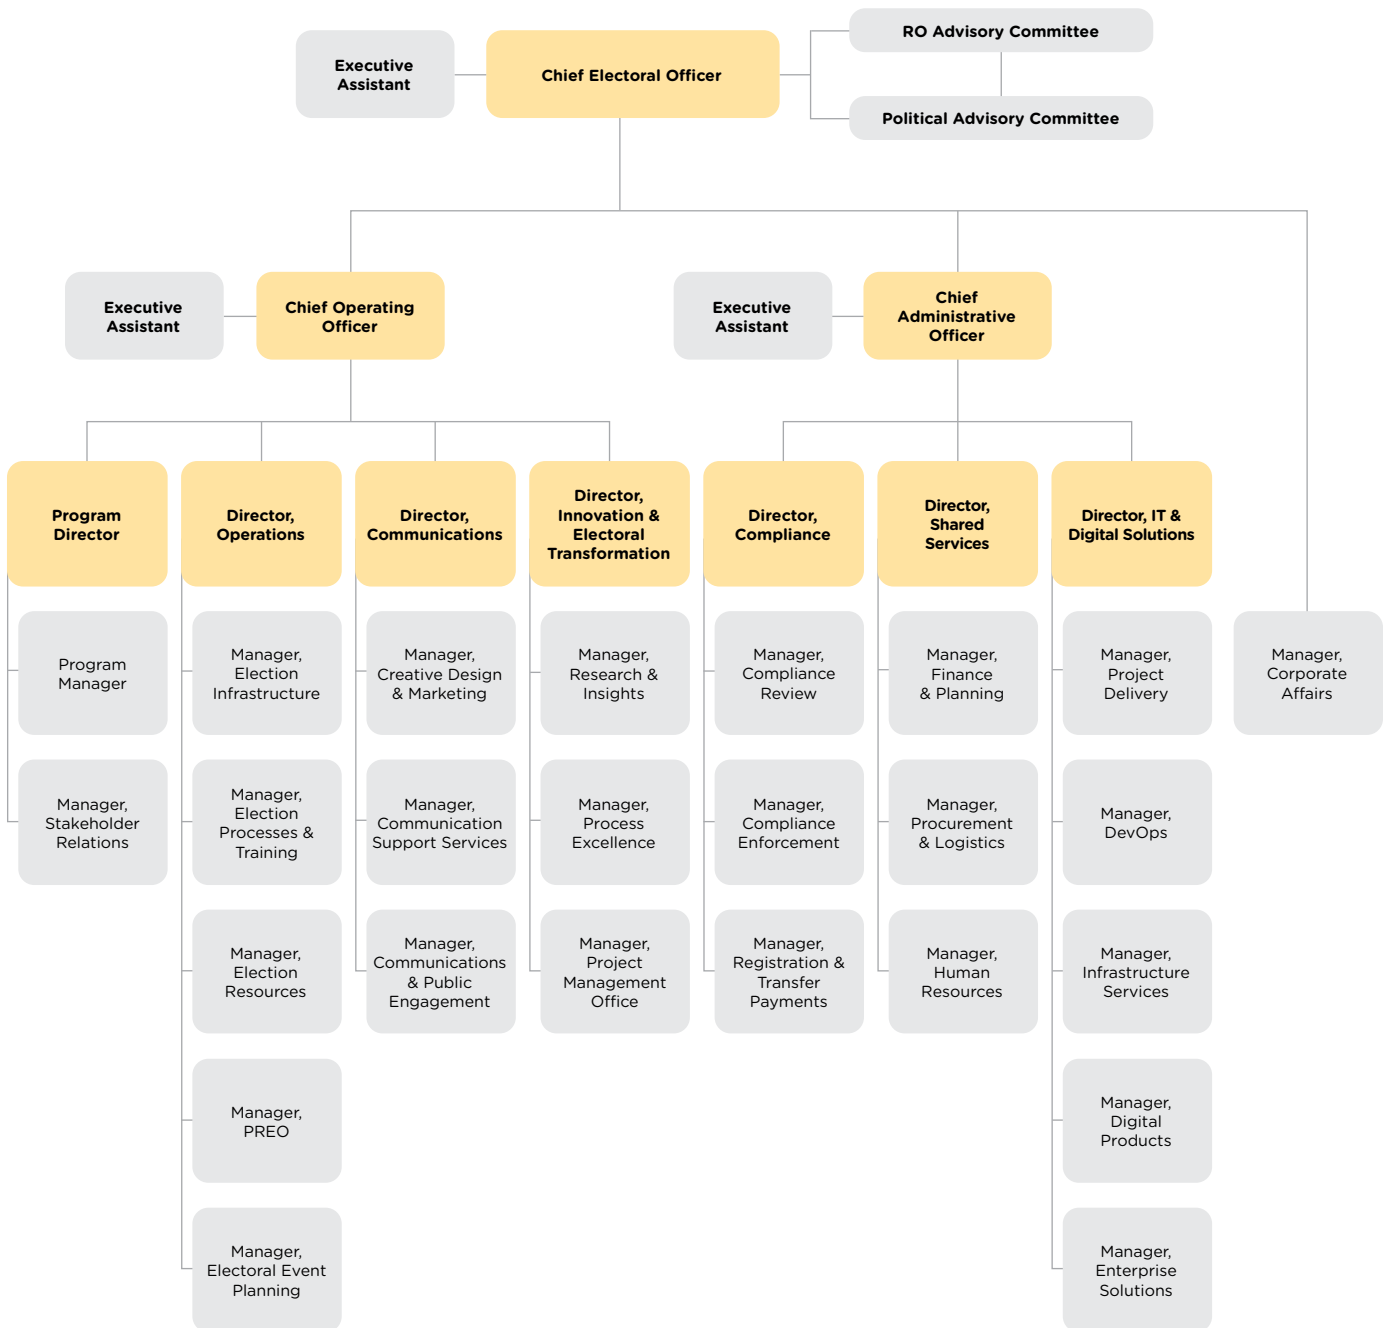 RO Advisory Committee
Executive
Assistant
Chief Electoral Officer
Political Advisory Committee
Executive
Assistant
Chief Operating
Officer
Executive
Assistant
Chief
Administrative
Officer
Program
Director
Director,
Operations
Director,
Communications
Director,
Innovation &
Electoral
Transformation
Director,
Compliance
Director,
Shared
Services
Director, IT &
Digital Solutions
Program
Manager
Manager,
Election
Infrastructure
Manager,
Creative Design
& Marketing
Manager,
Research &
Insights
Manager,
Compliance
Review
Manager,
Finance
& Planning
Manager,
Project
Delivery
Manager,
Corporate
Affairs
Manager,
Stakeholder
Relations
Manager,
Election
Processes &
Training
Manager,
Communication
Support Services
Manager,
Process
Excellence
Manager,
Compliance
Enforcement
Manager,
Procurement
& Logistics
Manager,
DevOps
Manager,
Election
Resources
Manager,
Communications
& Public
Engagement
Manager,
Project
Management
Office
Manager,
Registration &
Transfer
Payments
Manager,
Human
Resources
Manager,
Infrastructure
Services
Manager,
PREO
Manager,
Digital
Products
Manager,
Electoral Event
Planning
Manager,
Enterprise
Solutions